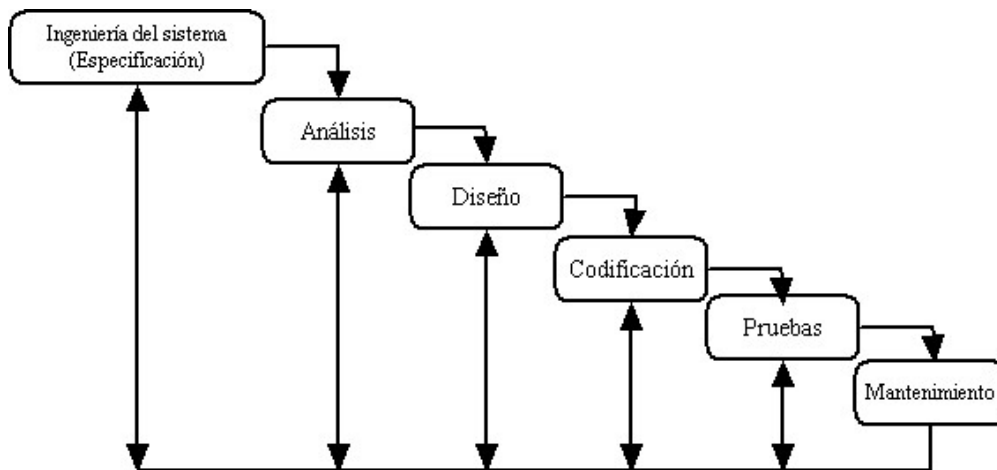 Ingeniería del sistema
(Especificación)
Análisis
Diseño
Codificación
Pruebas
Mantenimiento